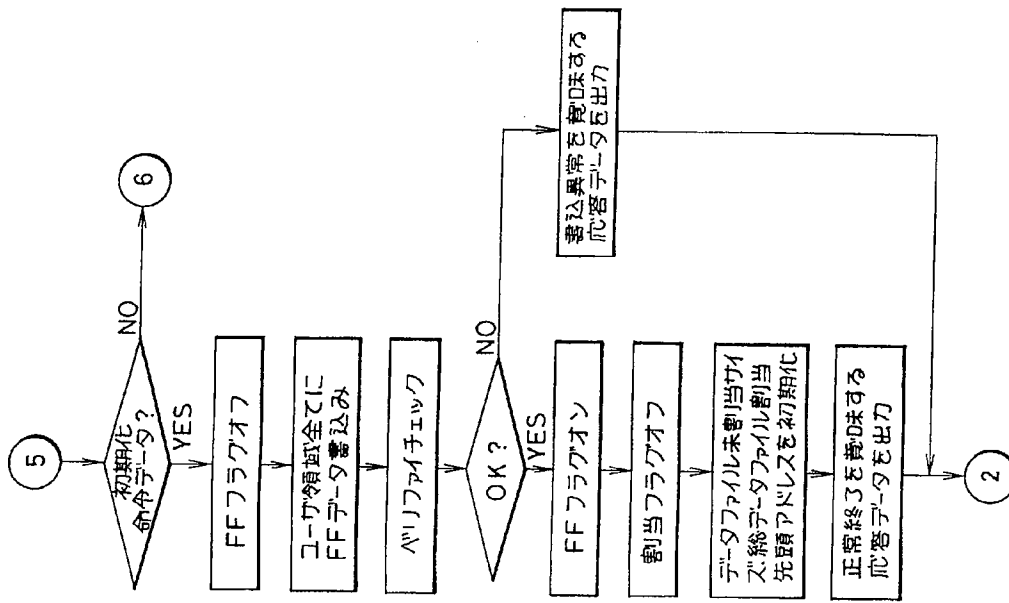 5
初期化
命令データ?
NO
6
YES
FFフラグオフ
ユーザ領域全てに
FFデータ書込み
ベリファイチェック
OK?
NO
書込異常を意味する
応答データを出力
YES
FFフラグオン
割当フラグオフ
データファイル未割当サイ
ズ・総データファイル割当
先頭アドレスを初期化
正常終了を意味する
応答データを出力
2